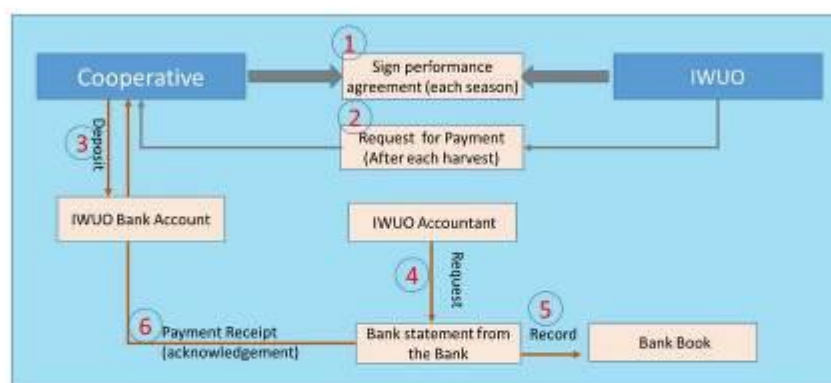 1
Cooperative
Sign performance
agreement (each season)
IWUO
2
Request for Payment
(After each harvest)
3
Deposit
IWUO Bank Account
IWUO Accountant
4
Request
5
6
Payment Receipt
(acknowledgement)
Bank statement from
the Bank
Record
Bank Book